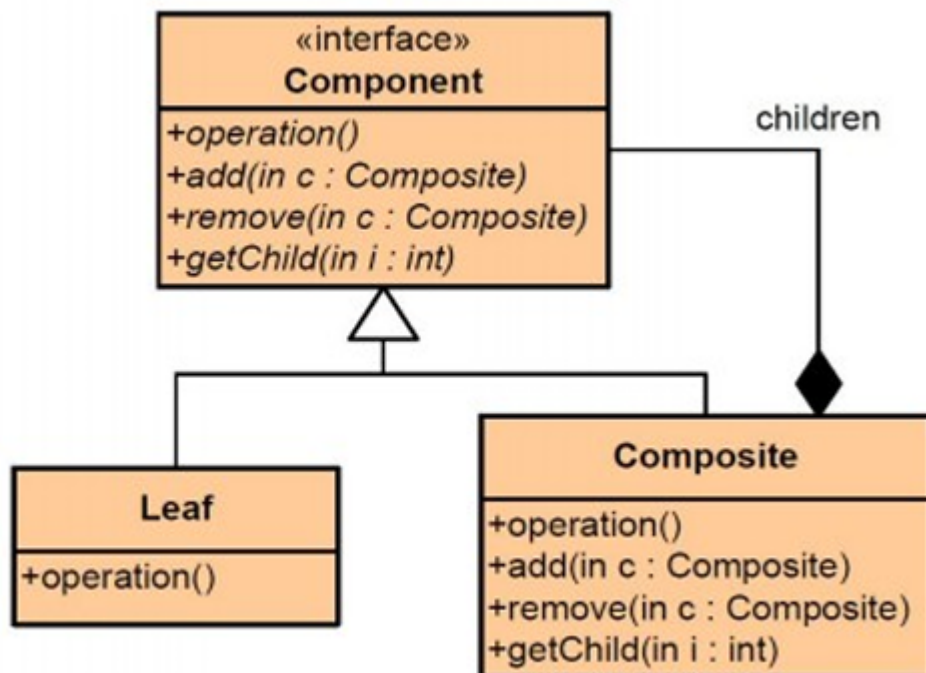 «interface»
Component
+operation()
+add(in c : Composite)
+remove(in c : Composite)
+getChild(in i : int)
children
Leaf
+operation()
Composite
+operation()
+add(in c : Composite)
+remove(in c : Composite)
+getChild(in i : int)